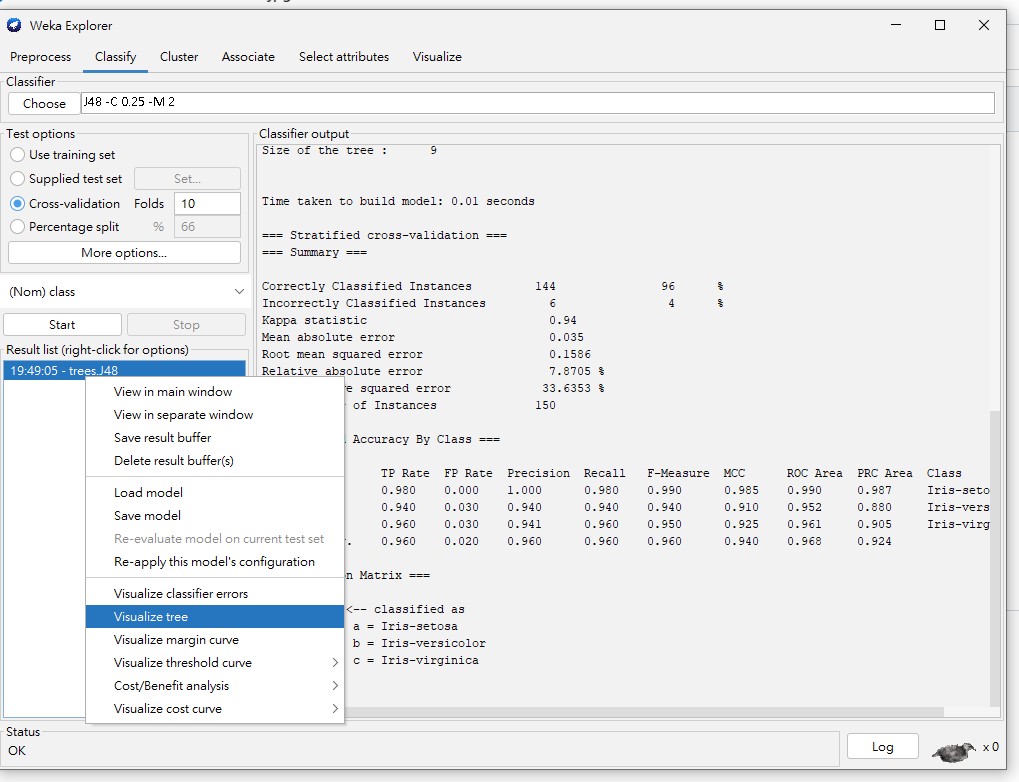 Weka Explorer
Preprocess Classify Cluster Associate Select attributes Visualize
Classifier
Choose J48 -C 0.25 -M 2
Test options
Use training set
Supplied test set Set...
Cross-validation Folds 10
Percentage split % 66
More options...
(Nom) class
Start Stop
Result list (right-click for options)
19:49:05 - trees.J48
View in main window
View in separate window
Save result buffer
Delete result buffer(s)
Load model
Save model
Re-evaluate model on current test set
Re-apply this model's configuration
Visualize classifier errors
Visualize tree
Visualize margin curve
Visualize threshold curve
Cost/Benefit analysis
Visualize cost curve
Classifier output
Size of the tree : 9
Time taken to build model: 0.01 seconds
=== Stratified cross-validation ===
=== Summary ===
Correctly Classified Instances 144 96 %
Incorrectly Classified Instances 6 4 %
Kappa statistic 0.94
Mean absolute error 0.035
Root mean squared error 0.1586
Relative absolute error 7.8705 %
e squared error 33.6353 %
of Instances 150
Accuracy By Class ===
TP Rate FP Rate Precision Recall F-Measure MCC ROC Area PRC Area Class
0.980 0.000 1.000 0.980 0.990 0.985 0.990 0.987 Iris-seto
0.940 0.030 0.940 0.940 0.940 0.910 0.952 0.880 Iris-vers
0.960 0.030 0.941 0.960 0.950 0.925 0.961 0.905 Iris-virg
. 0.960 0.020 0.960 0.960 0.960 0.940 0.968 0.924
n Matrix ===
<-- classified as
a = Iris-setosa
b = Iris-versicolor
c = Iris-virginica
Status
OK
Log x 0